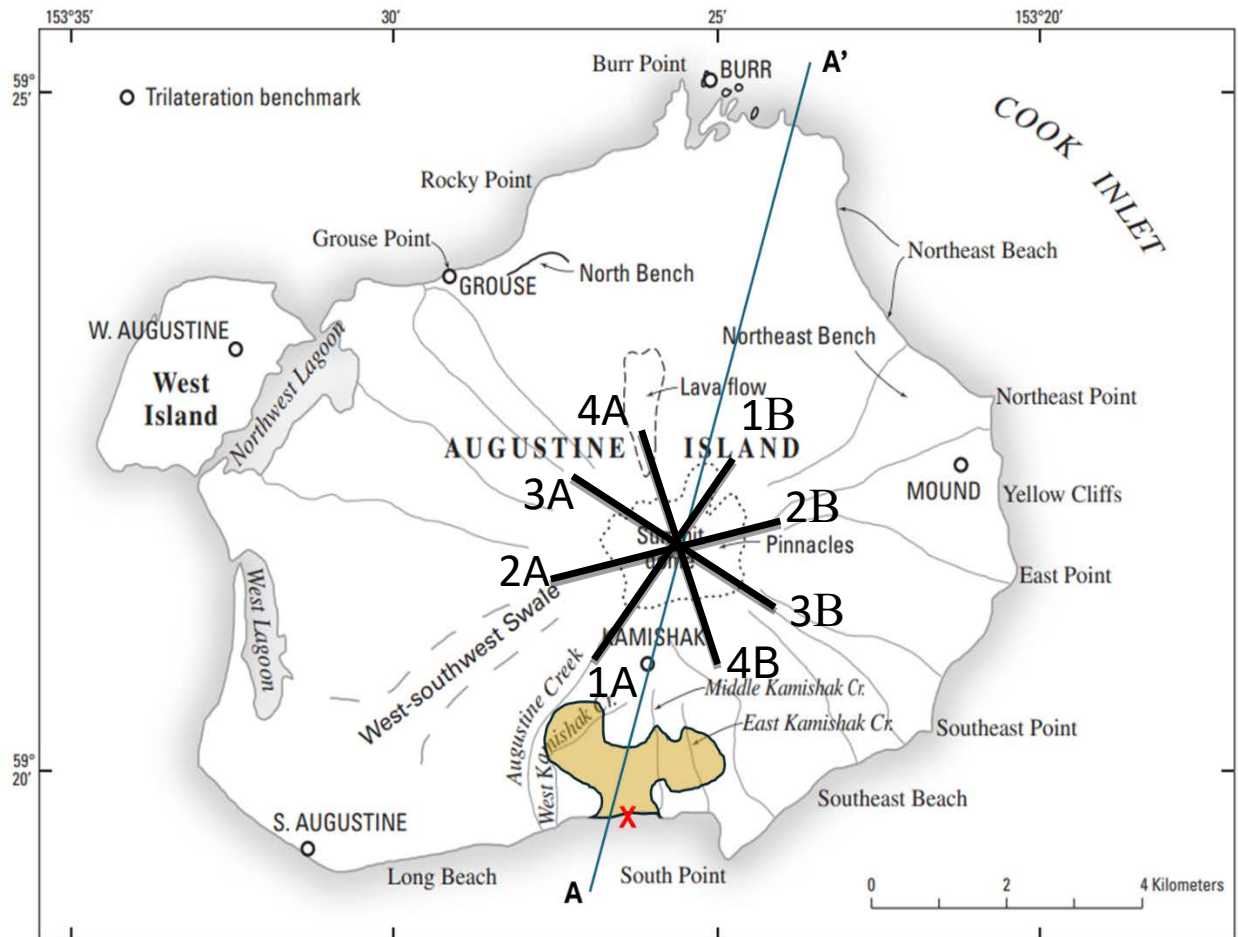 153°35′
30′
25′
153°20′
59°
25′
Trilateration benchmark
Burr Point
BURR
A’
COOK INLET
Rocky Point
Grouse Point
GROUSE
North Bench
Northeast Beach
W. AUGUSTINE
West
Island
Northwest Lagoon
Northeast Bench
Lava flow
Northeast Point
4A
1B
AUGUSTINE ISLAND
3A
MOUND
Yellow Cliffs
2B
Summit
dome
Pinnacles
2A
East Point
3B
West Lagoon
West-southwest Swale
KAMISHAK
4B
1A
Augustine Creek
West Kamishak Cr.
Middle Kamishak Cr.
East Kamishak Cr.
Southeast Point
59°
20′
Southeast Beach
X
S. AUGUSTINE
Long Beach
South Point
A
0 2 4 Kilometers